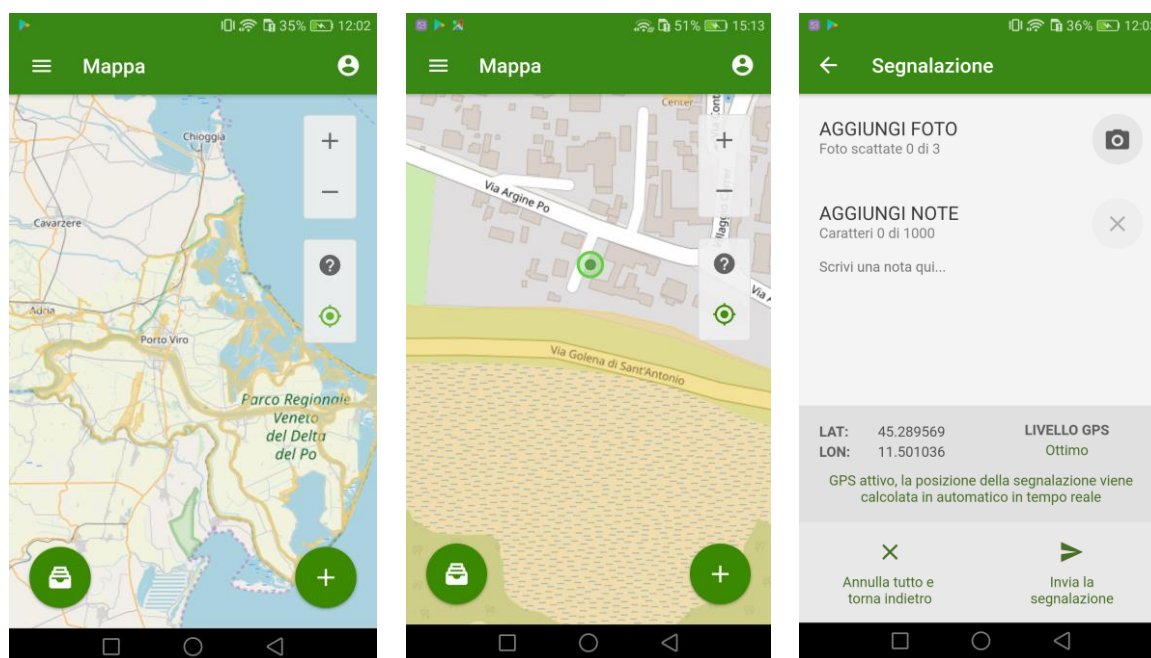 35% 12:02
Mappa
Chioggia
Cavarzere
Adria
Porto Viro
Parco Regionale
Veneto
del Delta
del Po
+
−
?
+
51% 15:13
Mappa
Center
Via Argine Po
Via Golena di Sant'Antonio
+
−
?
+
36% 12:03
Segnalazione
AGGIUNGI FOTO
Foto scattate 0 di 3
AGGIUNGI NOTE
Caratteri 0 di 1000
Scrivi una nota qui...
LAT: 45.289569
LON: 11.501036
LIVELLO GPS
Ottimo
GPS attivo, la posizione della segnalazione viene
calcolata in automatico in tempo reale
Annulla tutto e
torna indietro
Invia la
segnalazione